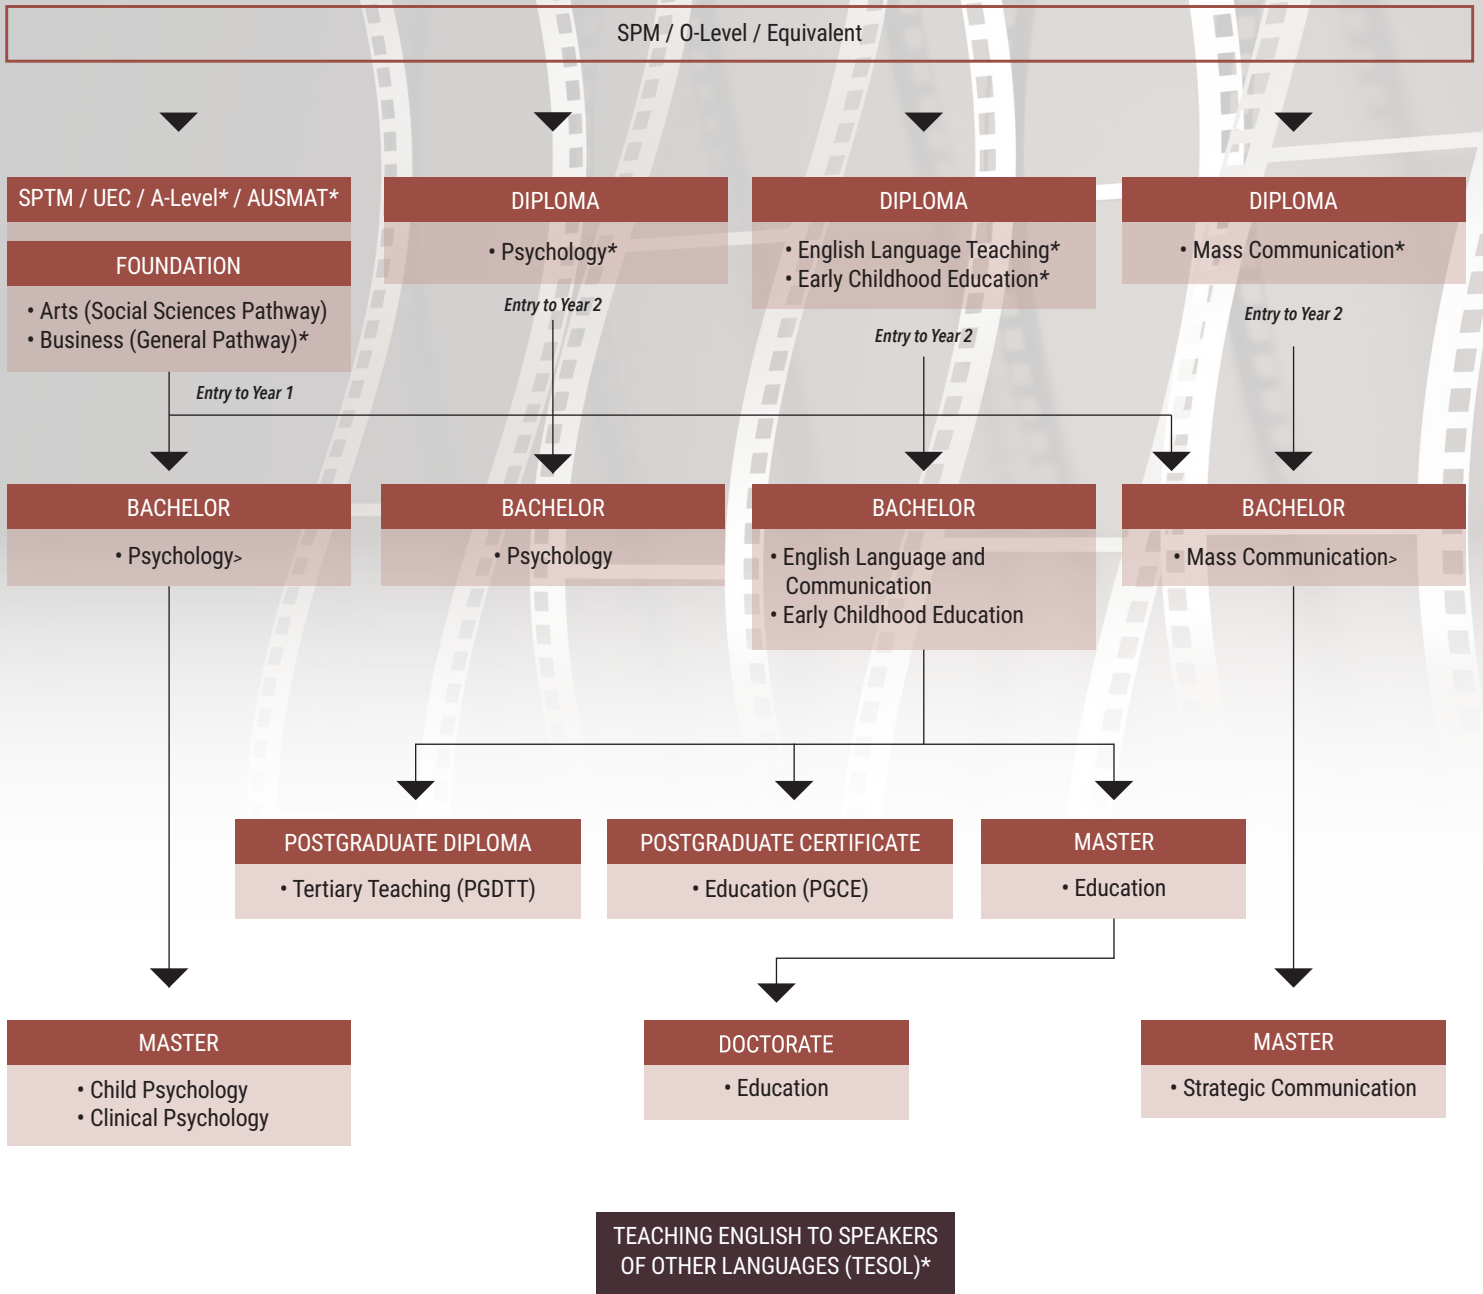 SPM / O-Level / Equivalent
SPTM / UEC / A-Level* / AUSMAT*
FOUNDATION
• Arts (Social Sciences Pathway)
• Business (General Pathway)*
Entry to Year 1
DIPLOMA
• Psychology*
Entry to Year 2
DIPLOMA
• English Language Teaching*
• Early Childhood Education*
Entry to Year 2
DIPLOMA
• Mass Communication*
Entry to Year 2
BACHELOR
• Psychology>
BACHELOR
• Psychology
BACHELOR
• English Language and
Communication
• Early Childhood Education
BACHELOR
• Mass Communication>
POSTGRADUATE DIPLOMA
• Tertiary Teaching (PGDTT)
POSTGRADUATE CERTIFICATE
• Education (PGCE)
MASTER
• Education
MASTER
• Child Psychology
• Clinical Psychology
DOCTORATE
• Education
MASTER
• Strategic Communication
TEACHING ENGLISH TO SPEAKERS
OF OTHER LANGUAGES (TESOL)*